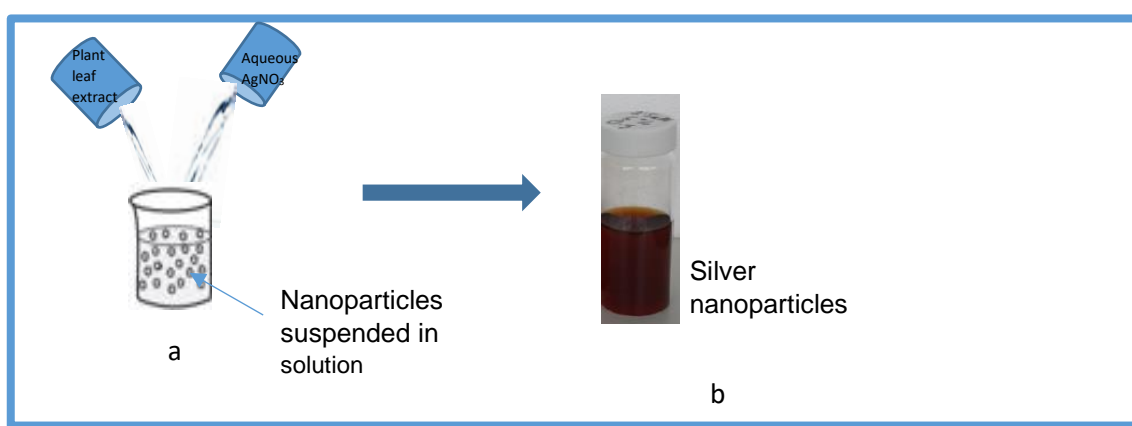 Plant
leaf
extract
Aqueous
AgNO₃
Nanoparticles
suspended in
solution
a
Silver
nanoparticles
b